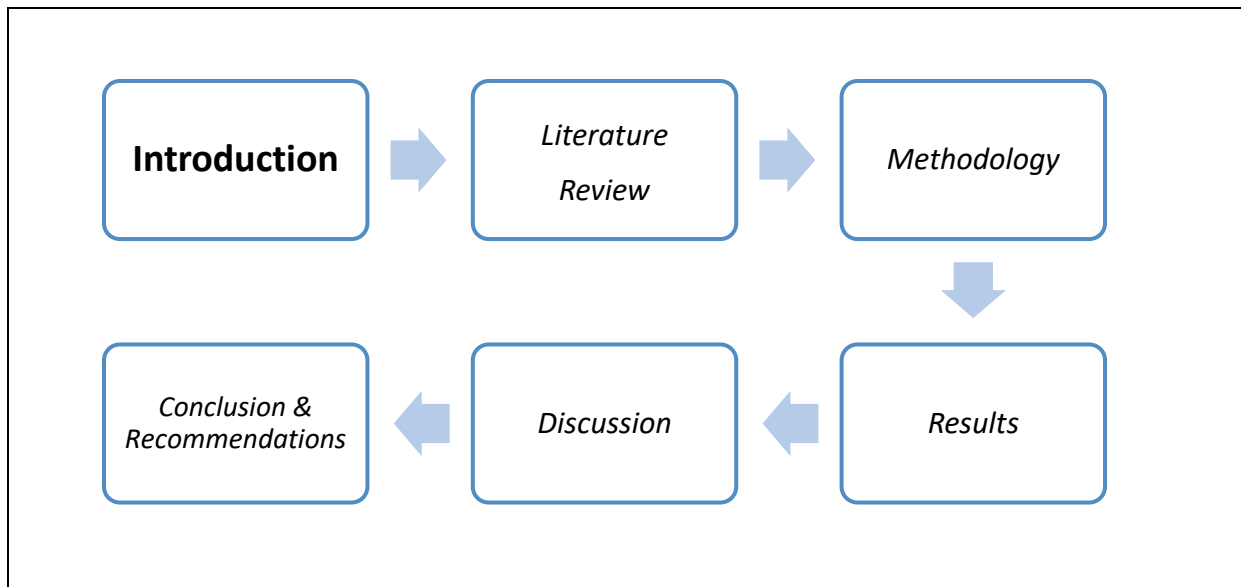 Introduction
Literature
Review
Methodology
Results
Discussion
Conclusion &
Recommendations